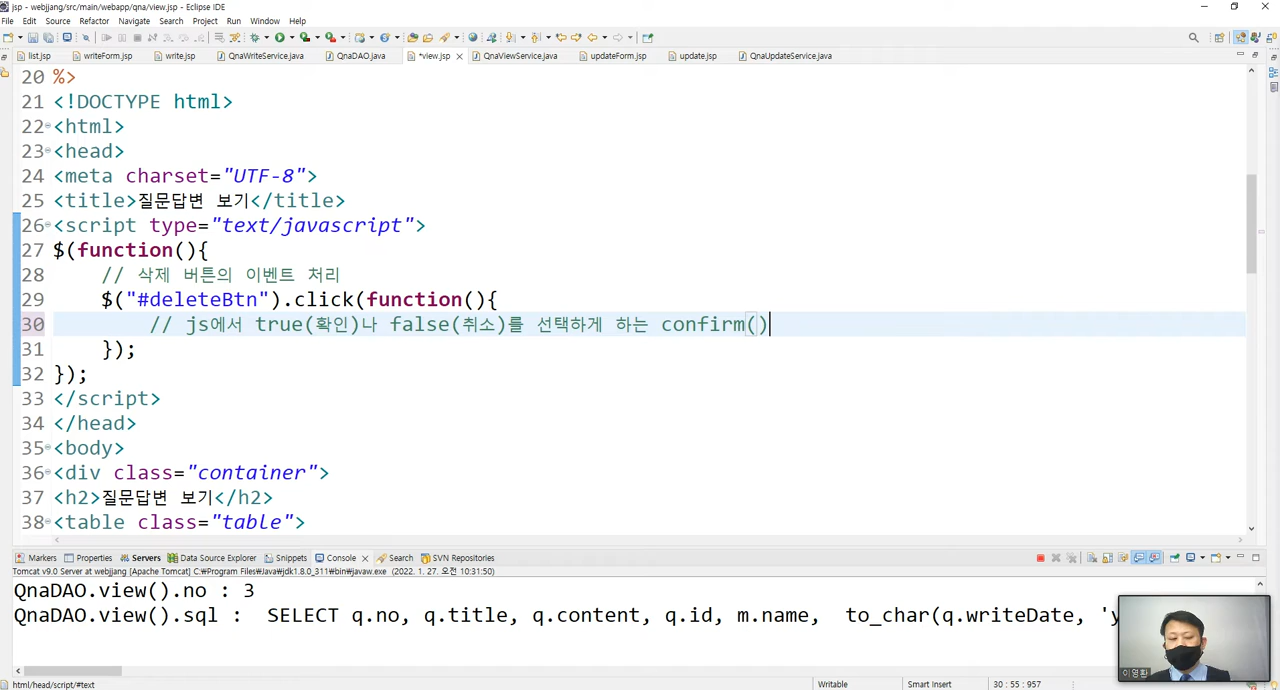 jsp - webjjang/src/main/webapp/qna/view.jsp - Eclipse IDE
File Edit Source Refactor Navigate Search Project Run Window Help
list.jsp writeForm.jsp write.jsp QnaWriteService.java QnaDAO.java *view.jsp QnaViewService.java updateForm.jsp update.jsp QnaUpdateService.java
20 %>
21 <!DOCTYPE html>
22 <html>
23 <head>
24 <meta charset="UTF-8">
25 <title>질문답변 보기</title>
26 <script type="text/javascript">
27 $(function(){
28 // 삭제 버튼의 이벤트 처리
29 $("#deleteBtn").click(function(){
30 // js에서 true(확인)나 false(취소)를 선택하게 하는 confirm()
31 });
32 });
33 </script>
34 </head>
35 <body>
36 <div class="container">
37 <h2>질문답변 보기</h2>
38 <table class="table">
Markers Properties Servers Data Source Explorer Snippets Console Search SVN Repositories
Tomcat v9.0 Server at webjjang [Apache Tomcat] C:\Program Files\Java\jdk1.8.0_311\bin\javaw.exe (2022. 1. 27. 오전 10:31:50)
QnaDAO.view().no : 3
QnaDAO.view().sql : SELECT q.no, q.title, q.content, q.id, m.name, to_char(q.writeDate, 'y
이영환
html/head/script/#text Writable Smart Insert 30 : 55 : 957